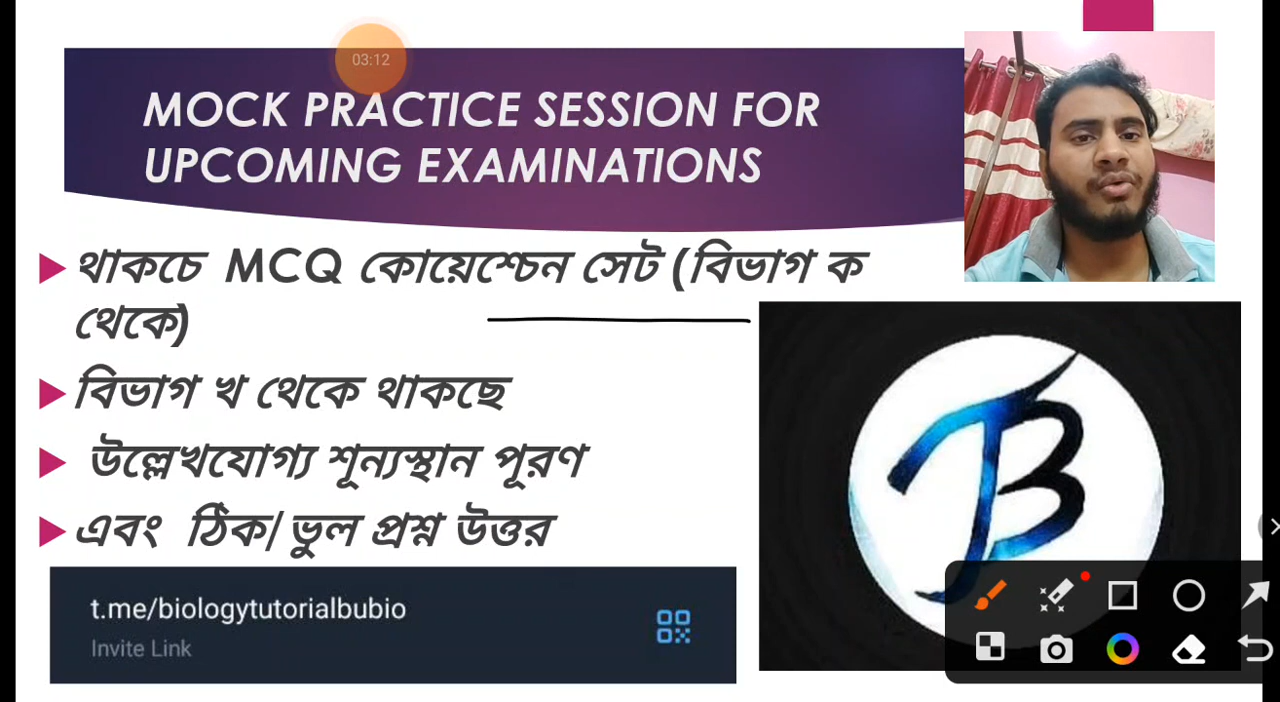 03:12
MOCK PRACTICE SESSION FOR
UPCOMING EXAMINATIONS
থাকচে MCQ কোয়েশ্চেন সেট (বিভাগ ক
থেকে)
বিভাগ খ থেকে থাকছে
উল্লেখযোগ্য শূন্যস্থান পূরণ
এবং ঠিক/ ভুল প্রশ্ন উত্তর
TB
t.me/biologytutorialbubio
Invite Link